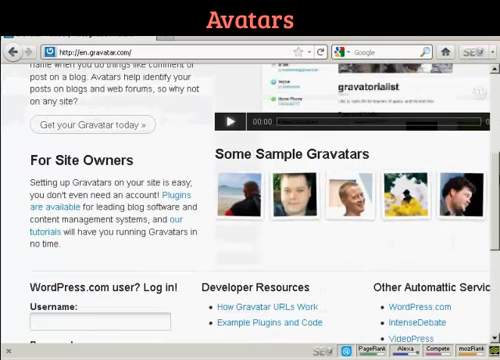 Avatars
http://en.gravatar.com/
Google
name when you do things like comment or
post on a blog. Avatars help identify your
posts on blogs and web forums, so why not
on any site?
Get your Gravatar today »
gravatorialist
00:00
For Site Owners
Setting up Gravatars on your site is easy,
you don't even need an account! Plugins
are available for leading blog software and
content management systems, and our
tutorials will have you running Gravatars in
no time.
Some Sample Gravatars
WordPress.com user? Log in!
Username:
Developer Resources
• How Gravatar URLs Work
• Example Plugins and Code
Other Automattic Servic
• WordPress.com
• IntenseDebate
• VideoPress
PageRank
Alexa
Compete
mozRank